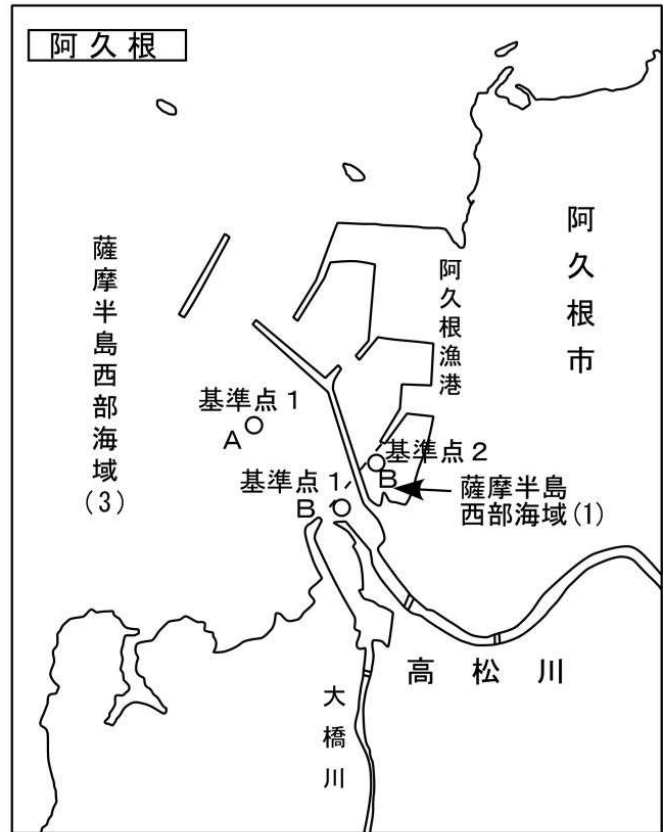 阿久根
薩摩半島西部海域
(3)
阿久根漁港
阿久根市
基準点1
A
基準点2
B
基準点1
B
薩摩半島
西部海域(1)
高松川
大橋川